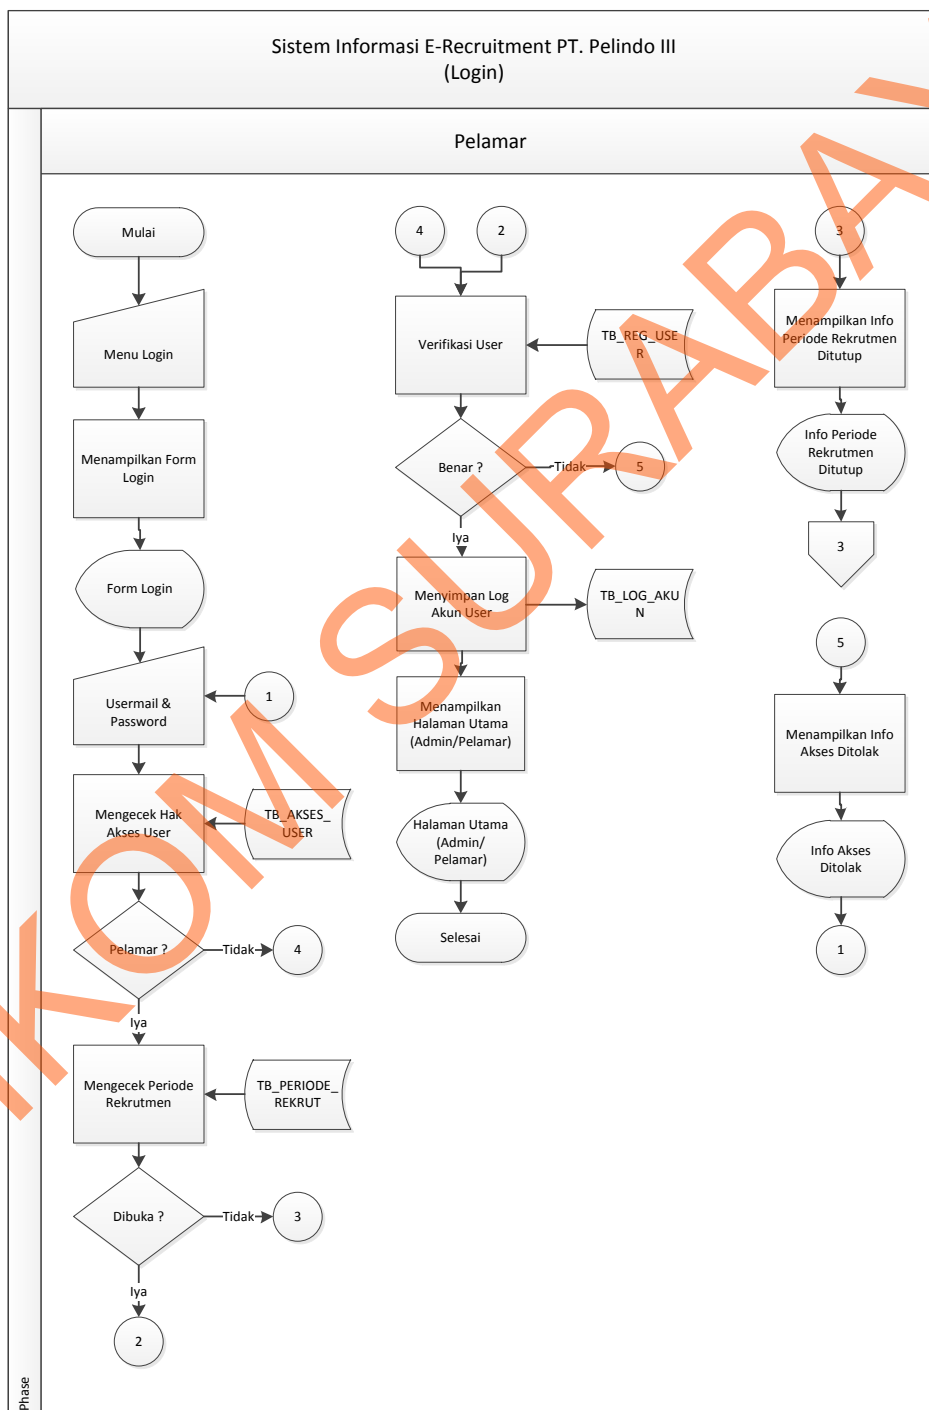 Sistem Informasi E-Recruitment PT. Pelindo III
(Login)
Pelamar
Phase
Mulai
Menu Login
Menampilkan Form
Login
Form Login
Usermail &
Password
1
Mengecek Hak
Akses User
TB_AKSES_
USER
Pelamar ?
Tidak
4
Iya
Mengecek Periode
Rekrutmen
TB_PERIODE_
REKRUT
Dibuka ?
Tidak
3
Iya
2
4
2
Verifikasi User
TB_REG_USE
R
Benar ?
Tidak
5
Iya
Menyimpan Log
Akun User
TB_LOG_AKU
N
Menampilkan
Halaman Utama
(Admin/Pelamar)
Halaman Utama
(Admin/
Pelamar)
Selesai
3
Menampilkan Info
Periode Rekrutmen
Ditutup
Info Periode
Rekrutmen
Ditutup
3
5
Menampilkan Info
Akses Ditolak
Info Akses
Ditolak
1
KOM SURABA